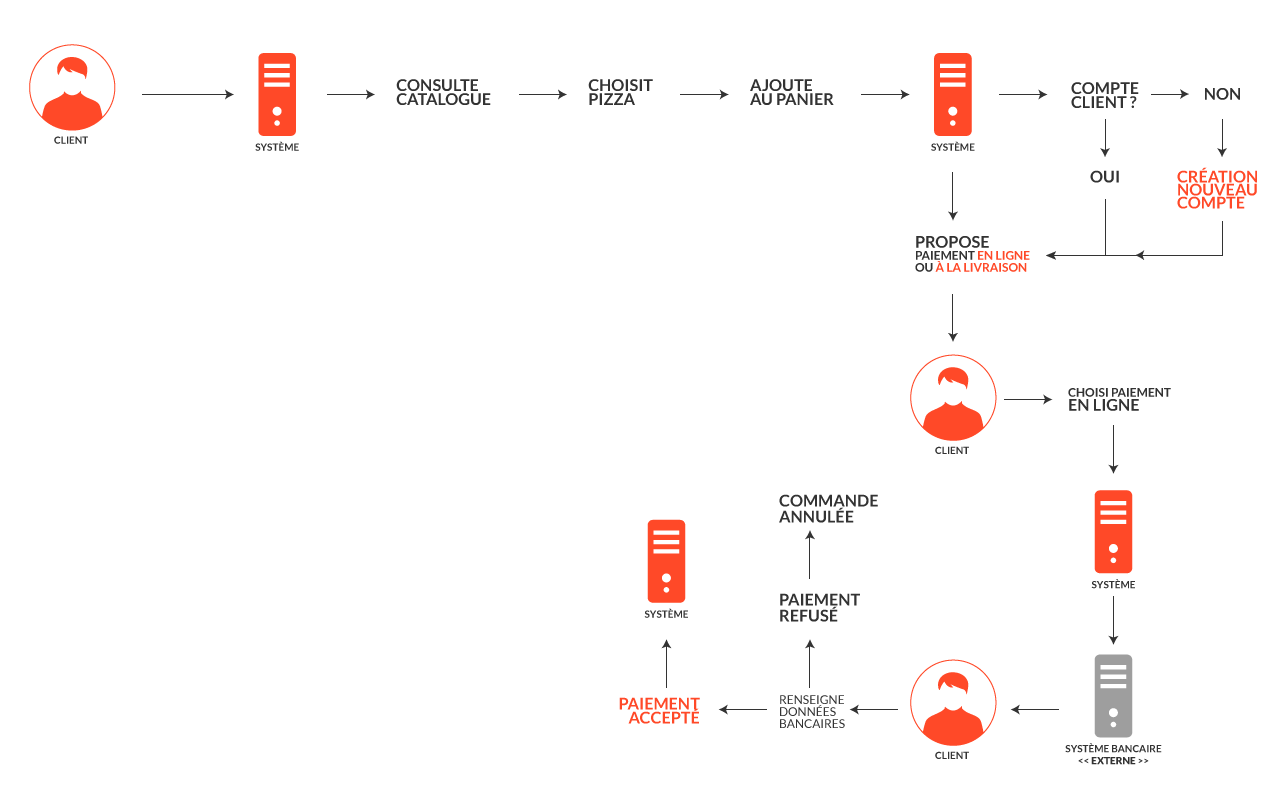 CLIENT
SYSTÈME
CONSULTE
CATALOGUE
CHOISIT
PIZZA
AJOUTE
AU PANIER
SYSTÈME
COMPTE
CLIENT ?
NON
OUI
CRÉATION
NOUVEAU
COMPTE
PROPOSE
PAIEMENT EN LIGNE
OU À LA LIVRAISON
CLIENT
CHOISI PAIEMENT
EN LIGNE
SYSTÈME
SYSTÈME BANCAIRE
<< EXTERNE >>
CLIENT
RENSEIGNE
DONNÉES
BANCAIRES
PAIEMENT
REFUSÉ
COMMANDE
ANNULÉE
PAIEMENT
ACCEPTÉ
SYSTÈME